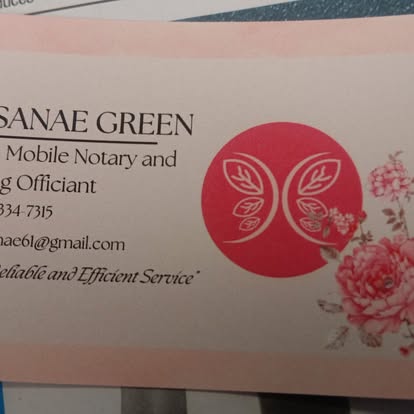 SANAE GREEN
Mobile Notary and
g Officiant
334-7315
nae61@gmail.com
eliable and Efficient Service"